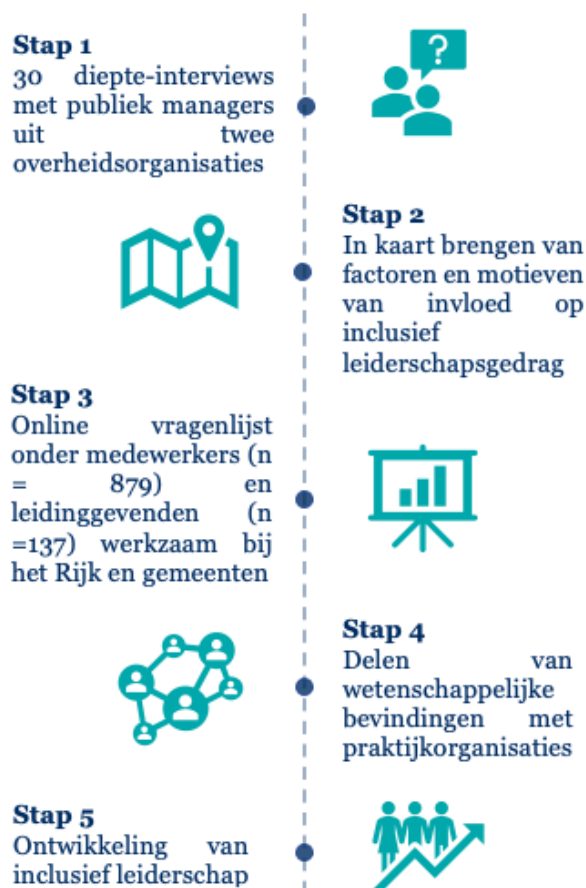 Stap 1
30 diepte-interviews
met publiek managers
uit twee
overheidsorganisaties
?
Stap 2
In kaart brengen van
factoren en motieven
van invloed op
inclusief
leiderschapsgedrag
Stap 3
Online vragenlijst
onder medewerkers (n
= 879) en
leidinggevenden (n
=137) werkzaam bij
het Rijk en gemeenten
Stap 4
Delen van
wetenschappelijke
bevindingen met
praktijkorganisaties
Stap 5
Ontwikkeling van
inclusief leiderschap